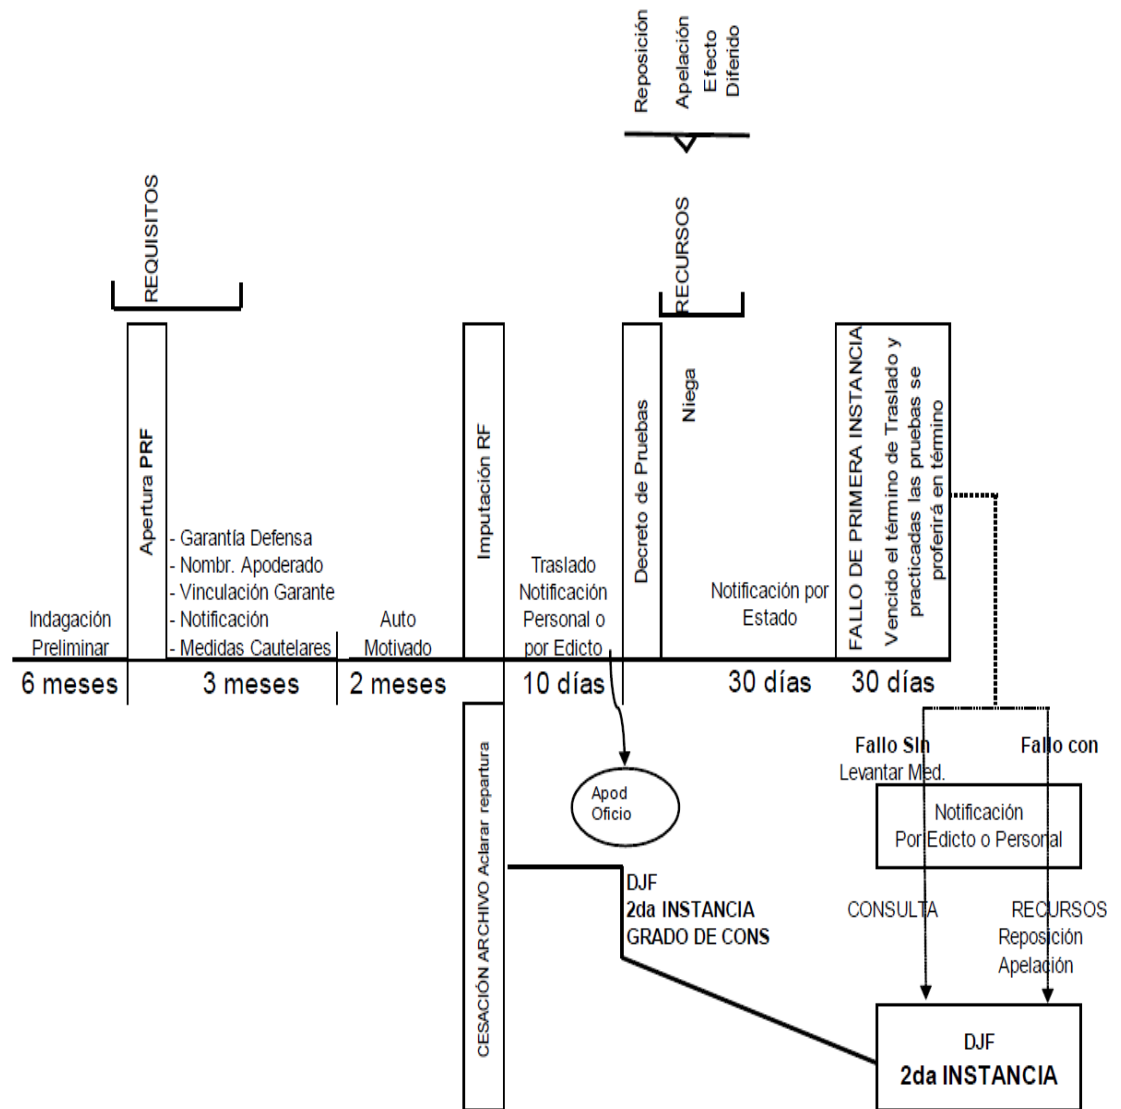 Reposición
Apelación
Efecto
Diferido
REQUISITOS
RECURSOS
Apertura PRF
- Garantía Defensa
- Nombr. Apoderado
- Vinculación Garante
- Notificación
- Medidas Cautelares
Indagación
Preliminar
Auto
Motivado
Imputación RF
Traslado
Notificación
Personal o
por Edicto
Decreto de Pruebas
Niega
Notificación por
Estado
FALLO DE PRIMERA INSTANCIA
Vencido el término de Traslado y
practicadas las pruebas se
proferirá en término
6 meses
3 meses
2 meses
10 días
30 días
30 días
CESACIÓN ARCHIVO Aclarar repartura
Apod
Oficio
DJF
2da INSTANCIA
GRADO DE CONS
Fallo SIn
Levantar Med.
Fallo con
Notificación
Por Edicto o Personal
CONSULTA
RECURSOS
Reposición
Apelación
DJF
2da INSTANCIA